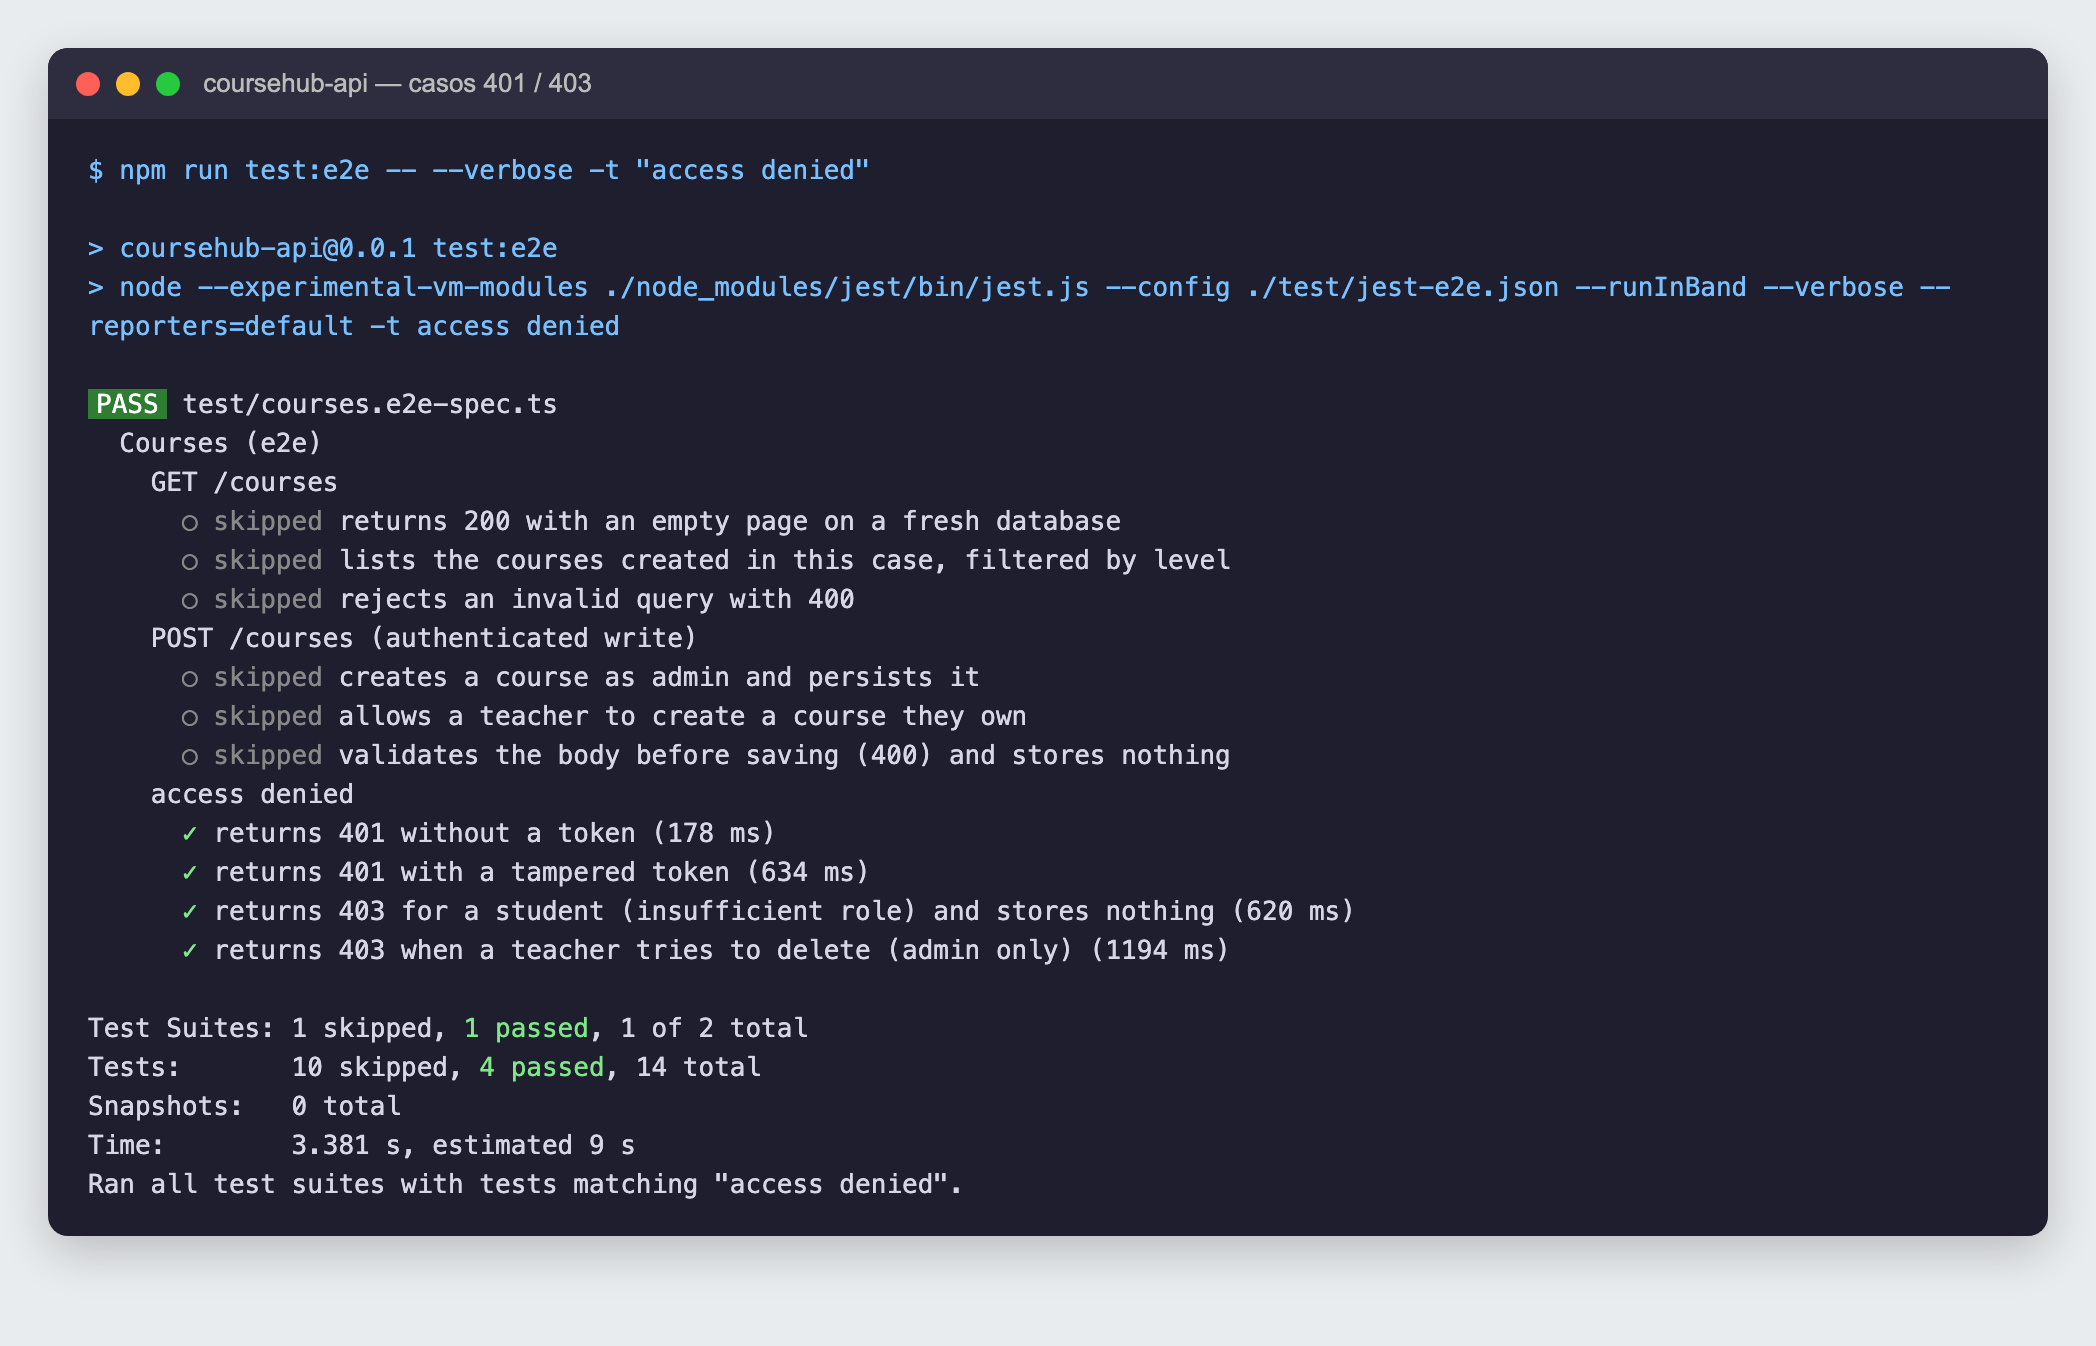 coursehub-api — casos 401 / 403
$ npm run test:e2e -- --verbose -t "access denied"
> coursehub-api@0.0.1 test:e2e
> node --experimental-vm-modules ./node_modules/jest/bin/jest.js --config ./test/jest-e2e.json --runInBand --verbose --
reporters=default -t access denied
PASS test/courses.e2e-spec.ts
Courses (e2e)
GET /courses
○ skipped returns 200 with an empty page on a fresh database
○ skipped lists the courses created in this case, filtered by level
○ skipped rejects an invalid query with 400
POST /courses (authenticated write)
○ skipped creates a course as admin and persists it
○ skipped allows a teacher to create a course they own
○ skipped validates the body before saving (400) and stores nothing
access denied
✓ returns 401 without a token (178 ms)
✓ returns 401 with a tampered token (634 ms)
✓ returns 403 for a student (insufficient role) and stores nothing (620 ms)
✓ returns 403 when a teacher tries to delete (admin only) (1194 ms)
Test Suites: 1 skipped, 1 passed, 1 of 2 total
Tests:       10 skipped, 4 passed, 14 total
Snapshots:   0 total
Time:        3.381 s, estimated 9 s
Ran all test suites with tests matching "access denied".